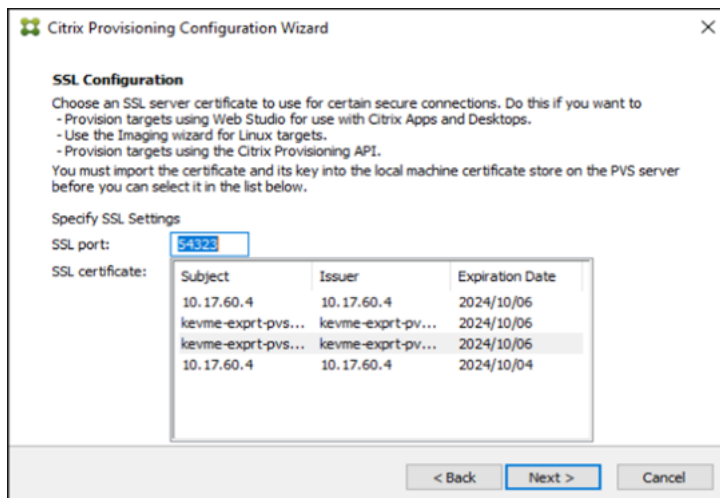 Citrix Provisioning Configuration Wizard
SSL Configuration
Choose an SSL server certificate to use for certain secure connections. Do this if you want to
- Provision targets using Web Studio for use with Citrix Apps and Desktops.
- Use the Imaging wizard for Linux targets.
- Provision targets using the Citrix Provisioning API.
You must import the certificate and its key into the local machine certificate store on the PVS server
before you can select it in the list below.
Specify SSL Settings
SSL port: 54323
SSL certificate: Subject Issuer Expiration Date
10.17.60.4 10.17.60.4 2024/10/06
kevme-exprt-pvs... kevme-exprt-pv... 2024/10/06
kevme-exprt-pvs... kevme-exprt-pv... 2024/10/06
10.17.60.4 10.17.60.4 2024/10/04
< Back Next > Cancel